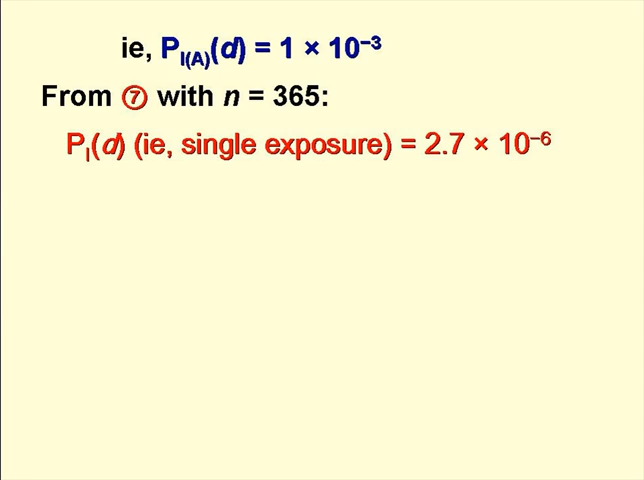 ie, P_I(A)(d) = 1 × 10⁻³
From ⑦ with n = 365:
P_I(d) (ie, single exposure) = 2.7 × 10⁻⁶